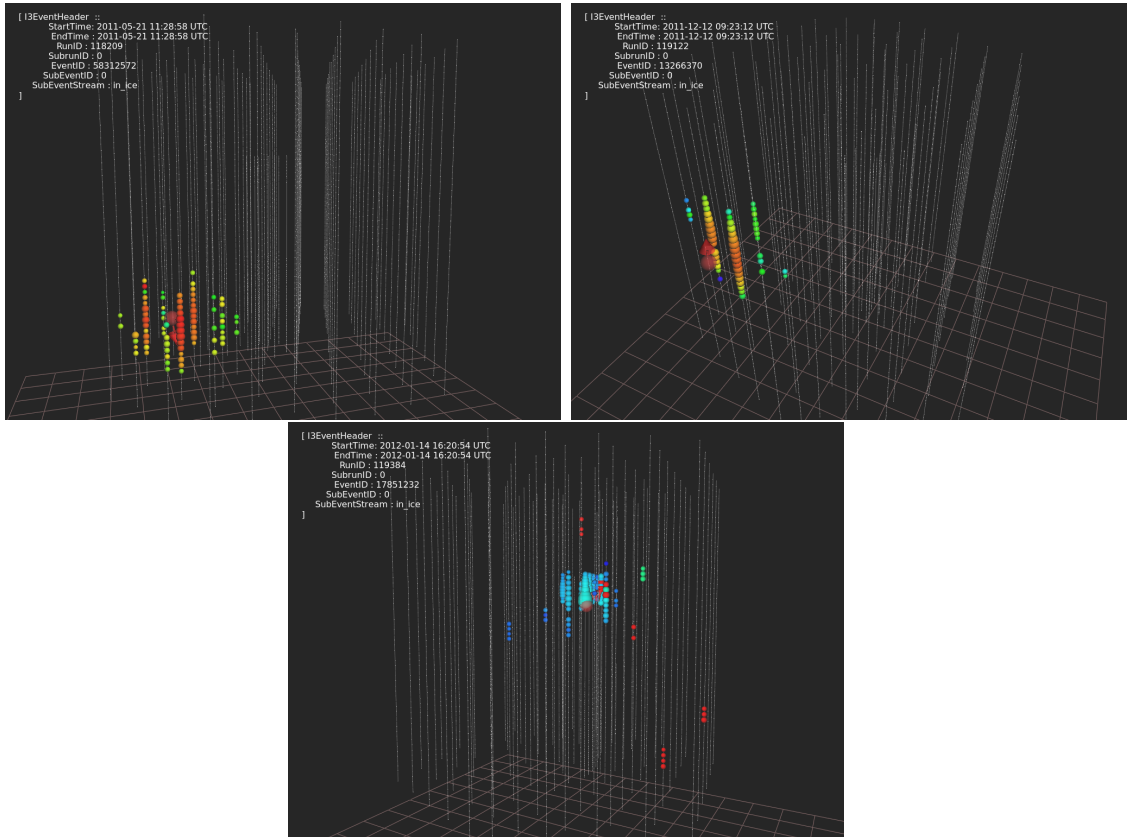 [ I3EventHeader ::
StartTime: 2011-05-21 11:28:58 UTC
EndTime : 2011-05-21 11:28:58 UTC
RunID : 118209
SubrunID : 0
EventID : 58312572
SubEventID : 0
SubEventStream : in_ice
]
[ I3EventHeader ::
StartTime: 2011-12-12 09:23:12 UTC
EndTime : 2011-12-12 09:23:12 UTC
RunID : 119122
SubrunID : 0
EventID : 13266370
SubEventID : 0
SubEventStream : in_ice
]
[ I3EventHeader ::
StartTime: 2012-01-14 16:20:54 UTC
EndTime : 2012-01-14 16:20:54 UTC
RunID : 119384
SubrunID : 0
EventID : 17851232
SubEventID : 0
SubEventStream : in_ice
]